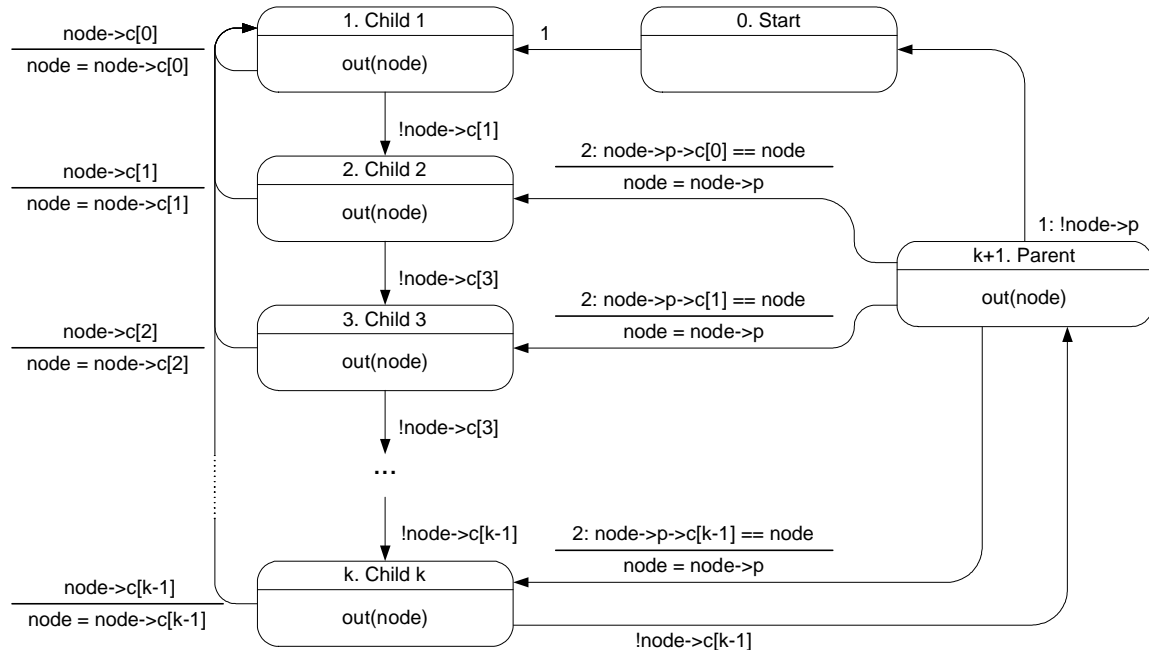 node->c[0]
node = node->c[0]
1. Child 1
out(node)
1
0. Start
!node->c[1]
node->c[1]
node = node->c[1]
2. Child 2
out(node)
2: node->p->c[0] == node
node = node->p
1: !node->p
k+1. Parent
out(node)
!node->c[3]
node->c[2]
node = node->c[2]
3. Child 3
out(node)
2: node->p->c[1] == node
node = node->p
!node->c[3]
...
!node->c[k-1]
2: node->p->c[k-1] == node
node = node->p
node->c[k-1]
node = node->c[k-1]
k. Child k
out(node)
!node->c[k-1]